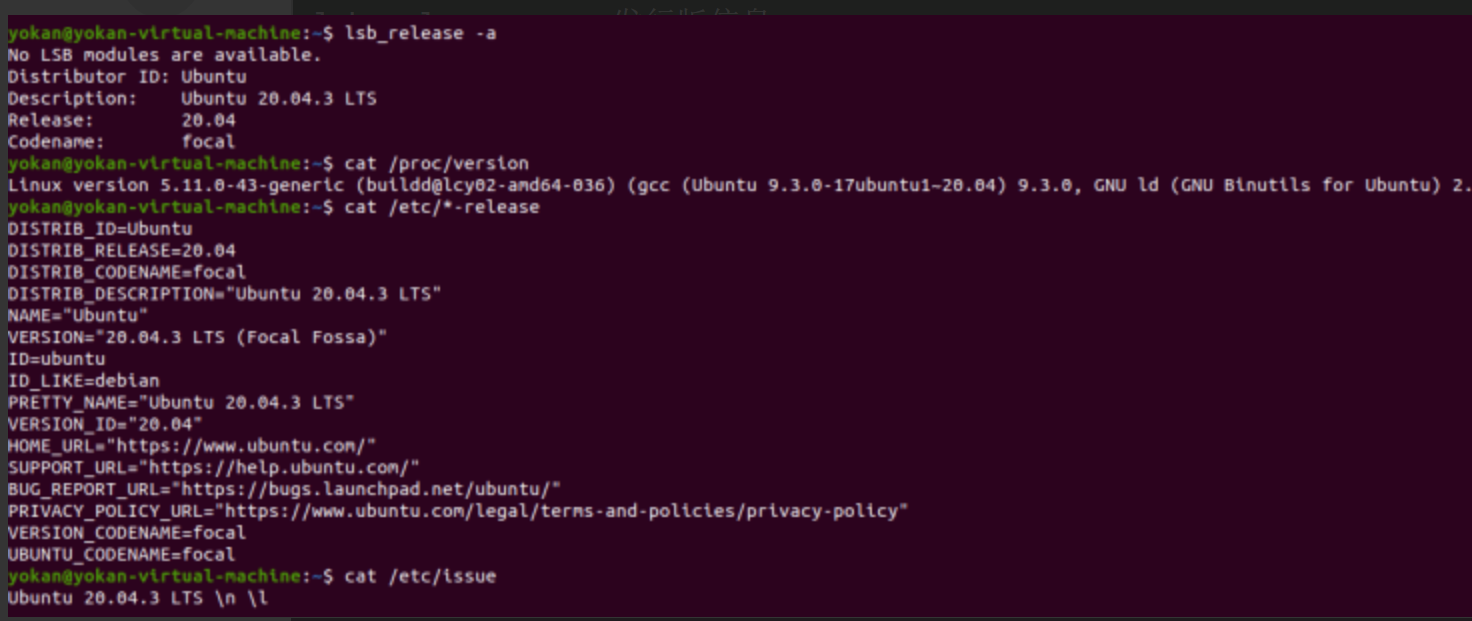 发行版信息
yokan@yokan-virtual-machine:~$ lsb_release -a
No LSB modules are available.
Distributor ID: Ubuntu
Description:    Ubuntu 20.04.3 LTS
Release:        20.04
Codename:       focal
yokan@yokan-virtual-machine:~$ cat /proc/version
Linux version 5.11.0-43-generic (buildd@lcy02-amd64-036) (gcc (Ubuntu 9.3.0-17ubuntu1~20.04) 9.3.0, GNU ld (GNU Binutils for Ubuntu) 2.
yokan@yokan-virtual-machine:~$ cat /etc/*-release
DISTRIB_ID=Ubuntu
DISTRIB_RELEASE=20.04
DISTRIB_CODENAME=focal
DISTRIB_DESCRIPTION="Ubuntu 20.04.3 LTS"
NAME="Ubuntu"
VERSION="20.04.3 LTS (Focal Fossa)"
ID=ubuntu
ID_LIKE=debian
PRETTY_NAME="Ubuntu 20.04.3 LTS"
VERSION_ID="20.04"
HOME_URL="https://www.ubuntu.com/"
SUPPORT_URL="https://help.ubuntu.com/"
BUG_REPORT_URL="https://bugs.launchpad.net/ubuntu/"
PRIVACY_POLICY_URL="https://www.ubuntu.com/legal/terms-and-policies/privacy-policy"
VERSION_CODENAME=focal
UBUNTU_CODENAME=focal
yokan@yokan-virtual-machine:~$ cat /etc/issue
Ubuntu 20.04.3 LTS \n \l